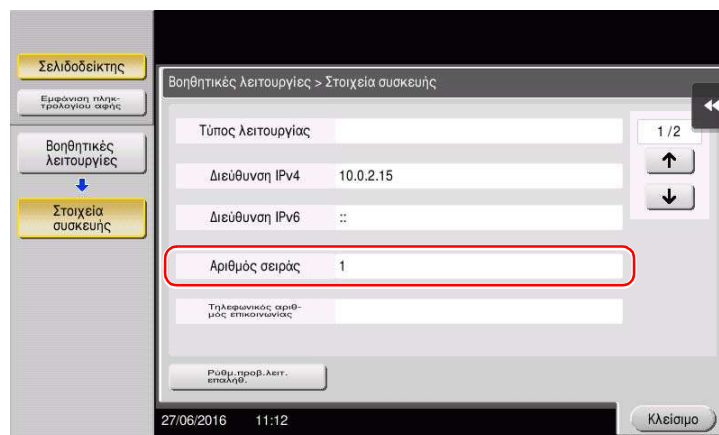 Σελιδοδείκτης
Εμφάνιση πληκ-
τρολογίου αφής
Βοηθητικές
λειτουργίες
Στοιχεία
συσκευής
Βοηθητικές λειτουργίες > Στοιχεία συσκευής
Τύπος λειτουργίας
1 /2
Διεύθυνση IPv4 10.0.2.15
Διεύθυνση IPv6 ::
Αριθμός σειράς 1
Τηλεφωνικός αριθ-
μός επικοινωνίας
Ρύθμ.προβ.λειτ.
επαλήθ.
27/06/2016 11:12
Κλείσιμο